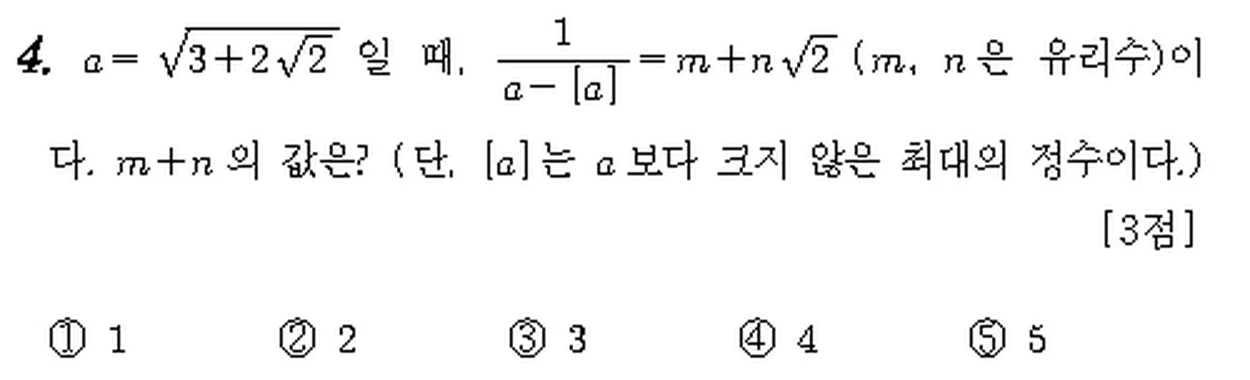 4. a = √(3+2√2) 일 때, 1/(a−[a]) = m+n√2 (m, n은 유리수)이
다. m+n의 값은? (단, [a]는 a보다 크지 않은 최대의 정수이다.)
[3점]
① 1 ② 2 ③ 3 ④ 4 ⑤ 5